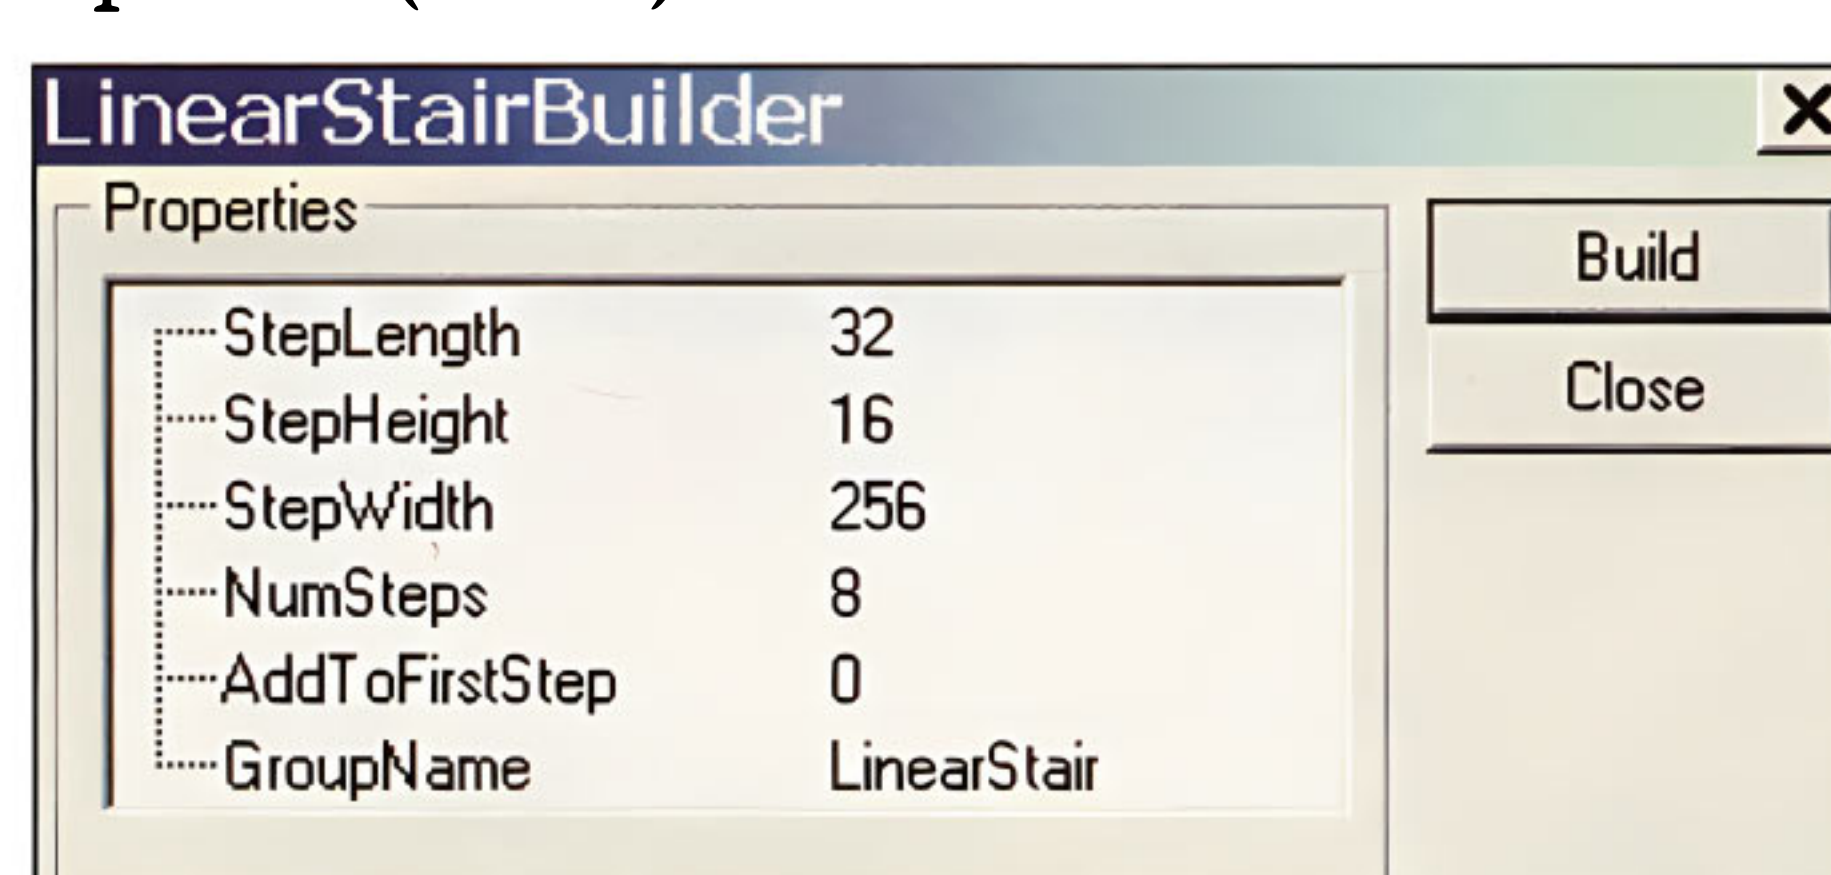 LinearStairBuilder
Properties
Build
Close
StepLength 32
StepHeight 16
StepWidth 256
NumSteps 8
AddToFirstStep 0
GroupName LinearStair